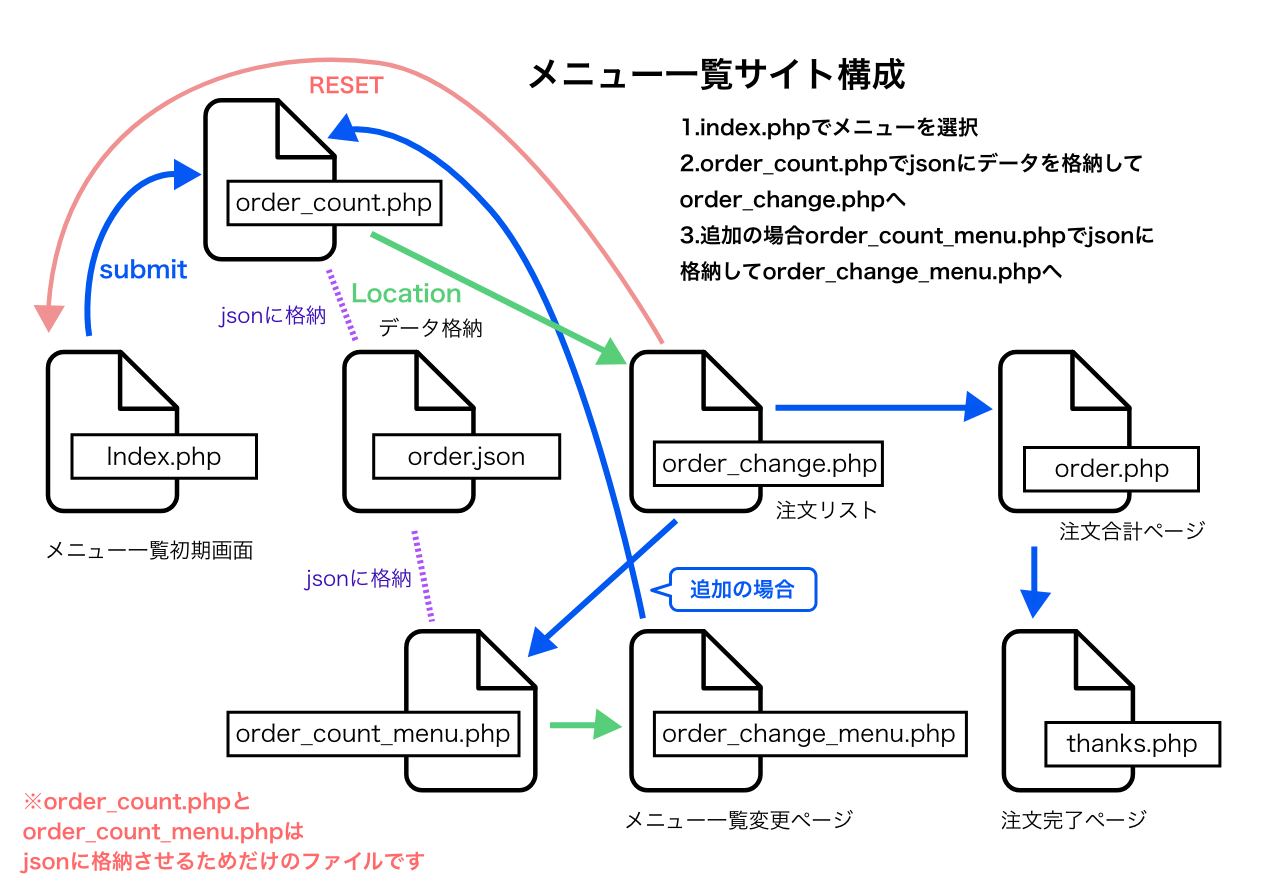 メニュー一覧サイト構成
RESET
1.index.phpでメニューを選択
2.order_count.phpでjsonにデータを格納して
order_change.phpへ
3.追加の場合order_count_menu.phpでjsonに
格納してorder_change_menu.phpへ
order_count.php
submit
Location
jsonに格納
データ格納
Index.php
order.json
order_change.php
order.php
注文リスト
注文合計ページ
メニュー一覧初期画面
jsonに格納
追加の場合
order_count_menu.php
order_change_menu.php
thanks.php
メニュー一覧変更ページ
注文完了ページ
※order_count.phpと
order_count_menu.phpは
jsonに格納させるためだけのファイルです